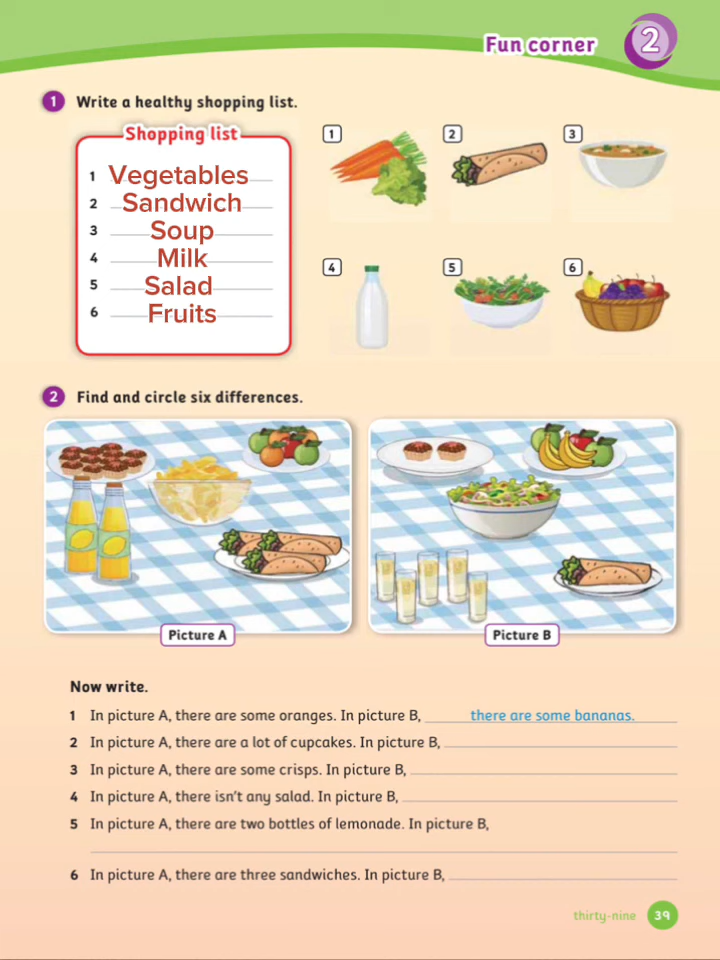 Fun corner 2
1 Write a healthy shopping list.
Shopping list
1 Vegetables
2 Sandwich
3 Soup
4 Milk
5 Salad
6 Fruits
1 2 3
4 5 6
2 Find and circle six differences.
Picture A Picture B
Now write.
1 In picture A, there are some oranges. In picture B, there are some bananas.
2 In picture A, there are a lot of cupcakes. In picture B,
3 In picture A, there are some crisps. In picture B,
4 In picture A, there isn't any salad. In picture B,
5 In picture A, there are two bottles of lemonade. In picture B,
6 In picture A, there are three sandwiches. In picture B,
thirty-nine 39